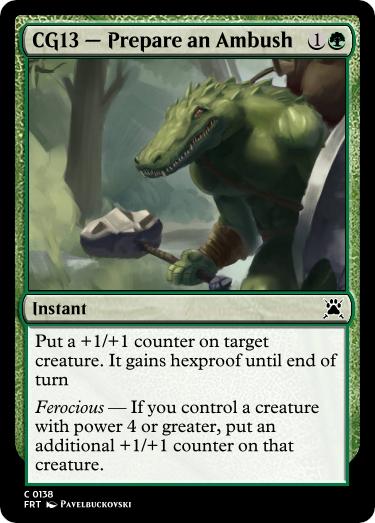 CG13 — Prepare an Ambush 1
Instant
Put a +1/+1 counter on target
creature. It gains hexproof until end of
turn
Ferocious — If you control a creature
with power 4 or greater, put an
additional +1/+1 counter on that
creature.
C 0138
FRT PAVELBUCKOVSKI